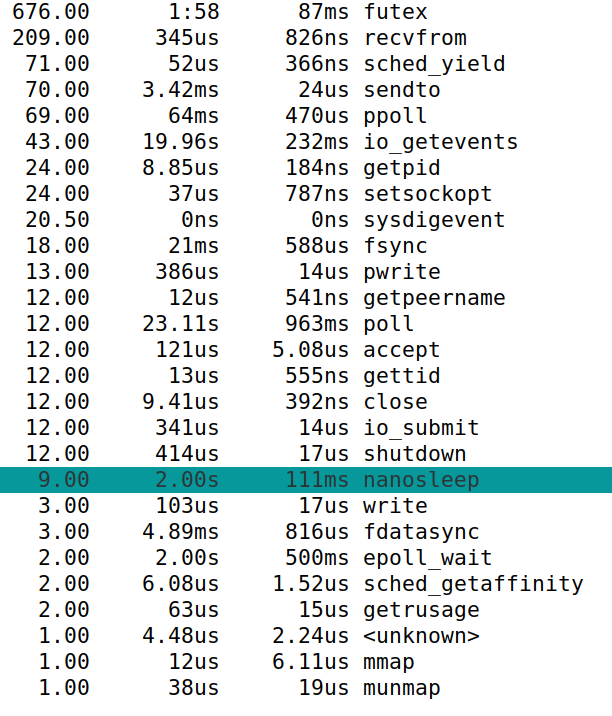 676.00 1:58 87ms futex
209.00 345us 826ns recvfrom
71.00 52us 366ns sched_yield
70.00 3.42ms 24us sendto
69.00 64ms 470us ppoll
43.00 19.96s 232ms io_getevents
24.00 8.85us 184ns getpid
24.00 37us 787ns setsockopt
20.50 0ns 0ns sysdigevent
18.00 21ms 588us fsync
13.00 386us 14us pwrite
12.00 12us 541ns getpeername
12.00 23.11s 963ms poll
12.00 121us 5.08us accept
12.00 13us 555ns gettid
12.00 9.41us 392ns close
12.00 341us 14us io_submit
12.00 414us 17us shutdown
9.00 2.00s 111ms nanosleep
3.00 103us 17us write
3.00 4.89ms 816us fdatasync
2.00 2.00s 500ms epoll_wait
2.00 6.08us 1.52us sched_getaffinity
2.00 63us 15us getrusage
1.00 4.48us 2.24us <unknown>
1.00 12us 6.11us mmap
1.00 38us 19us munmap